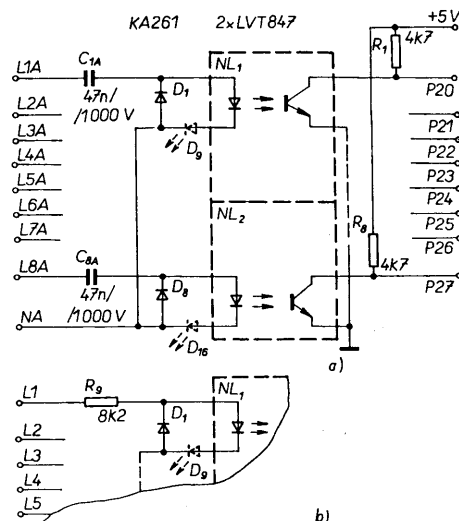 KA261 2xLVT847
+5V
C1A NL1 R1 4k7
L1A P20
47n/
/1000 V
D1
L2A P21
D9
L3A P22
L4A P23
L5A NL2 P24
L6A P25
L7A R8 P26
4k7
C8A
L8A P27
47n/
/1000 V
D8
NA
D16
a)
L1 R9 NL1
8K2 D1
L2
D9
L3
L4
L5
b)